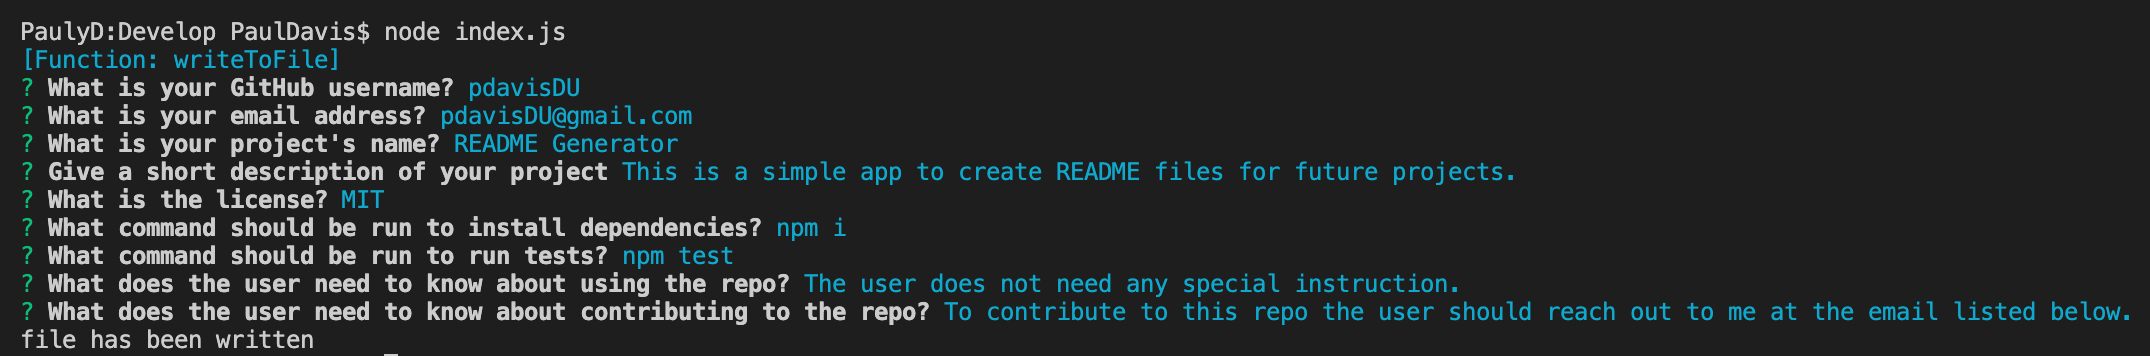 PaulyD:Develop PaulDavis$ node index.js
[Function: writeToFile]
? What is your GitHub username? pdavisDU
? What is your email address? pdavisDU@gmail.com
? What is your project's name? README Generator
? Give a short description of your project This is a simple app to create README files for future projects.
? What is the license? MIT
? What command should be run to install dependencies? npm i
? What command should be run to run tests? npm test
? What does the user need to know about using the repo? The user does not need any special instruction.
? What does the user need to know about contributing to the repo? To contribute to this repo the user should reach out to me at the email listed below.
file has been written